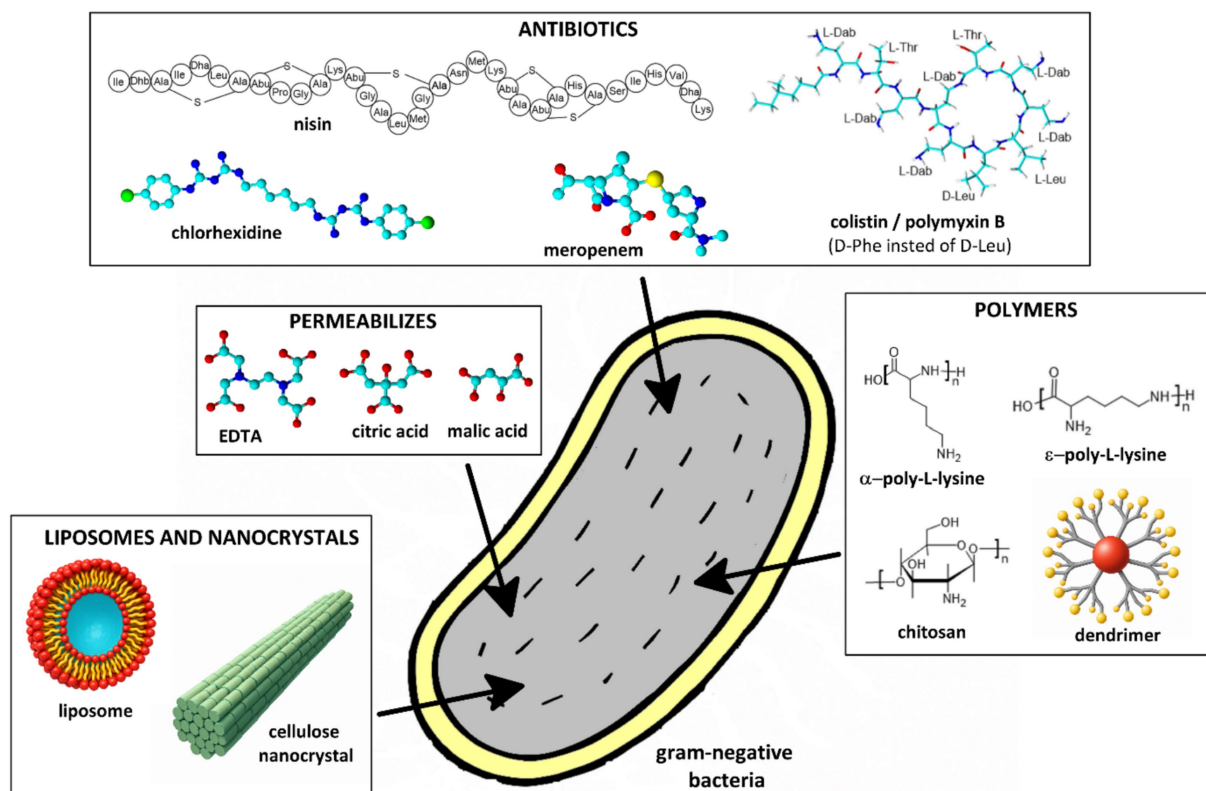 ANTIBIOTICS
Ile Dhb Ala Ile Dha Leu Ala Abu Pro Gly Ala Lys Abu Gly Ala Leu Met Gly Ala Asn Met Lys Abu Ala Abu Ala His Ala Ser Ile His Val Dha Lys
S
S
S
S
nisin
chlorhexidine
meropenem
L-Dab
L-Thr
L-Thr
L-Dab
L-Dab
L-Dab
L-Dab
L-Dab
D-Leu
L-Leu
colistin / polymyxin B
(D-Phe insted of D-Leu)
PERMEABILIZES
EDTA
citric acid
malic acid
POLYMERS
O
HO
NH
H
n
NH2
α–poly-L-lysine
O
HO
NH
H
n
NH2
ε–poly-L-lysine
OH
O
OH
O
n
NH2
chitosan
dendrimer
LIPOSOMES AND NANOCRYSTALS
liposome
cellulose
nanocrystal
gram-negative
bacteria